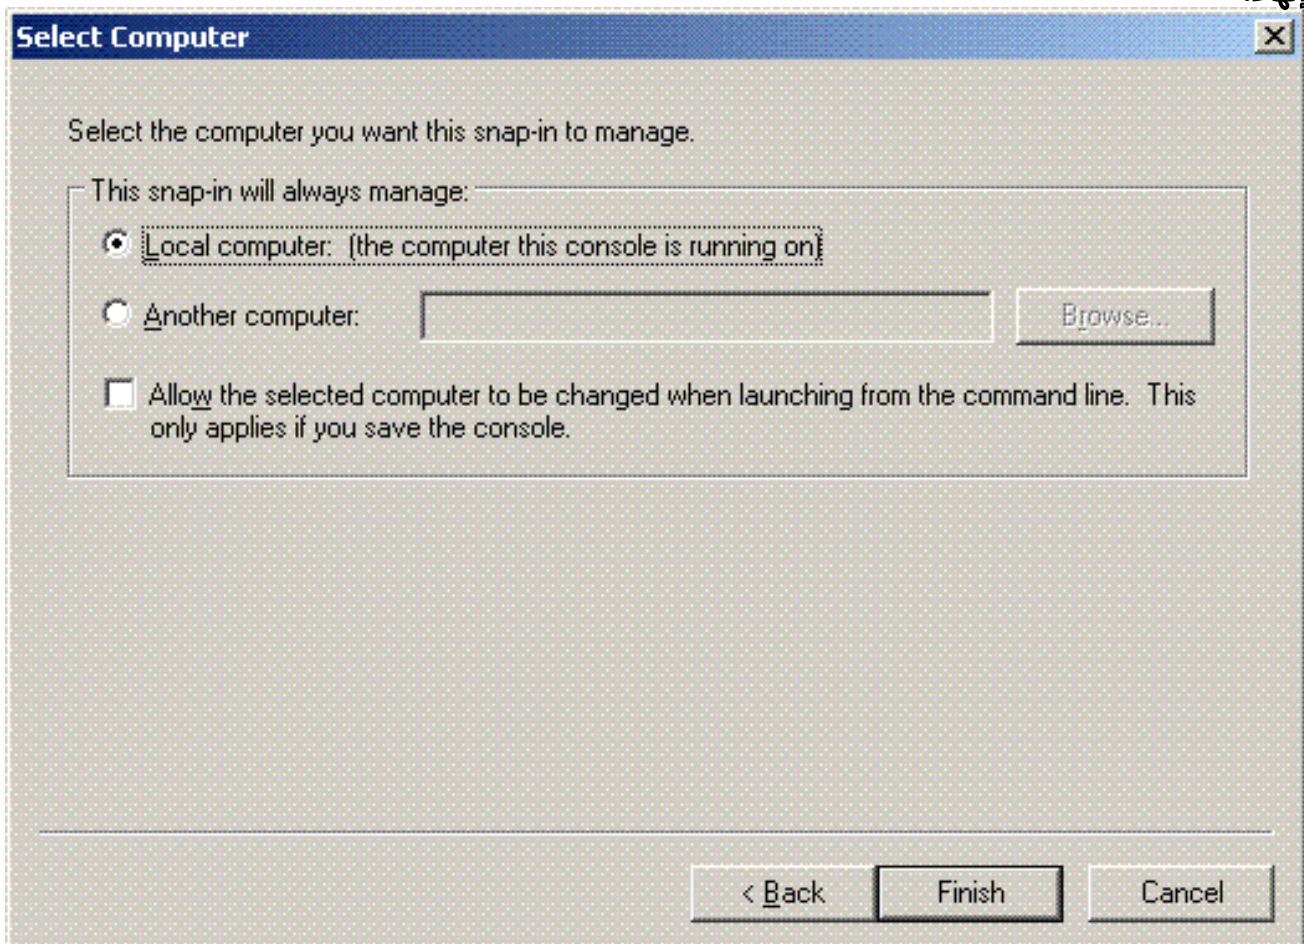 Select Computer
Select the computer you want this snap-in to manage.
This snap-in will always manage:
Local computer:  (the computer this console is running on)
Another computer:
Browse...
Allow the selected computer to be changed when launching from the command line.  This
only applies if you save the console.
< Back
Finish
Cancel